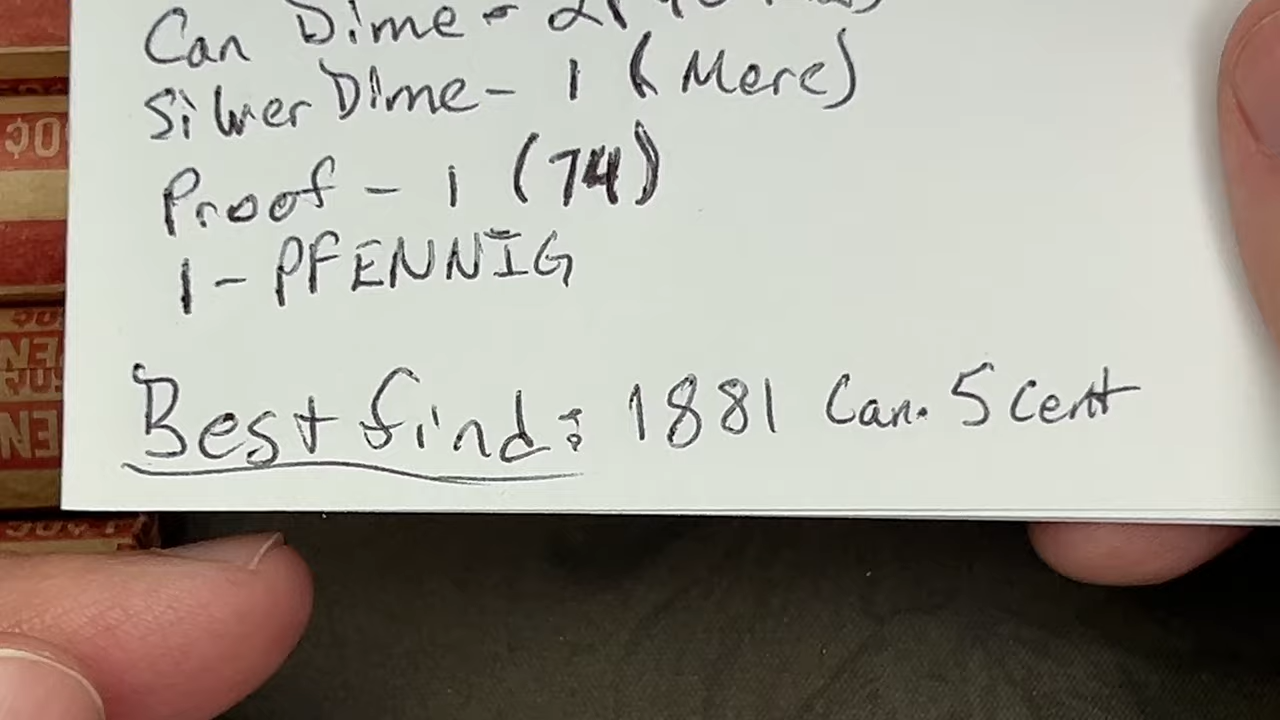 Can Dime -
Silver Dime - 1 (Merc)
Proof - 1 (74)
1 - PFENNIG
Best find: 1881 Can. 5 Cent